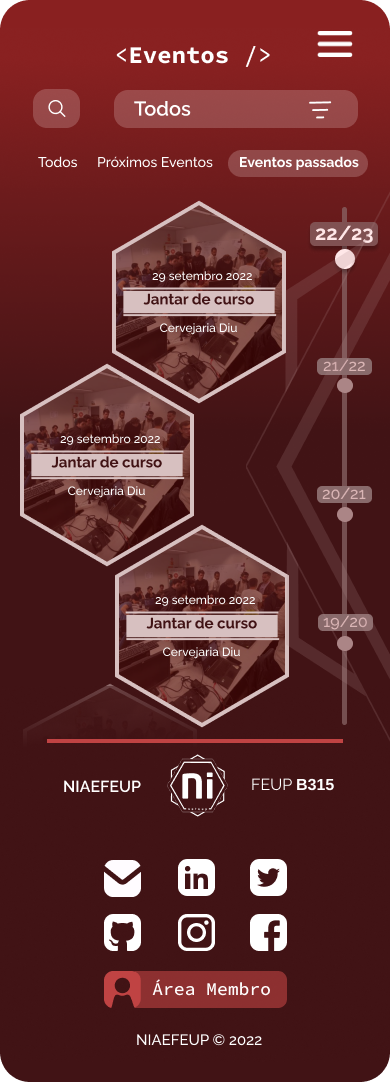 <Eventos />
Todos
Todos Próximos Eventos Eventos passados
22/23
29 setembro 2022
Jantar de curso
Cervejaria Diu
21/22
29 setembro 2022
Jantar de curso
Cervejaria Diu
20/21
29 setembro 2022
Jantar de curso
Cervejaria Diu
19/20
NIAEFEUP
ni
FEUP B315
in
Área Membro
NIAEFEUP © 2022